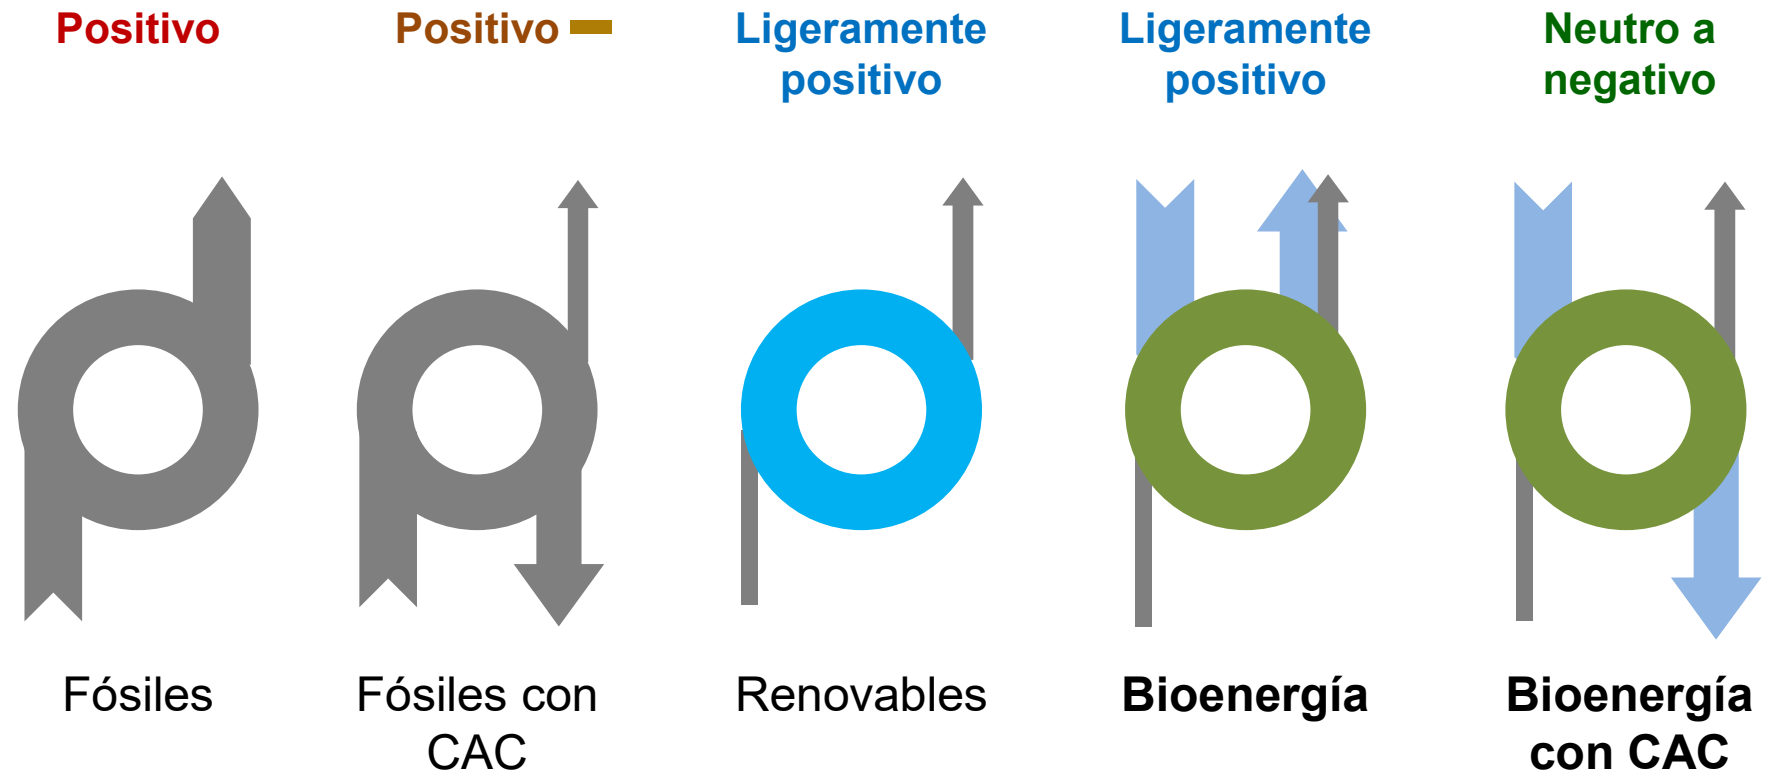 Positivo
Positivo
Ligeramente
positivo
Ligeramente
positivo
Neutro a
negativo
Fósiles
Fósiles con
CAC
Renovables
Bioenergía
Bioenergía
con CAC